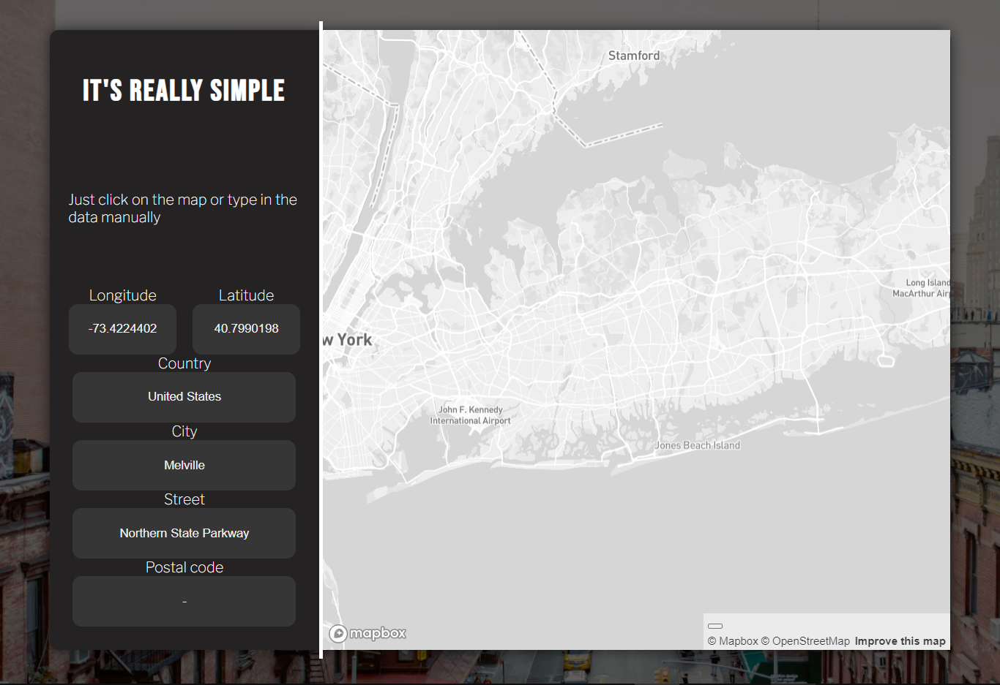 IT'S REALLY SIMPLE
Just click on the map or type in the
data manually
Longitude
Latitude
-73.4224402
40.7990198
Country
United States
City
Melville
Street
Northern State Parkway
Postal code
-
Stamford
Long Island
MacArthur Airp
w York
John F. Kennedy
International Airport
Jones Beach Island
mapbox
© Mapbox © OpenStreetMap Improve this map